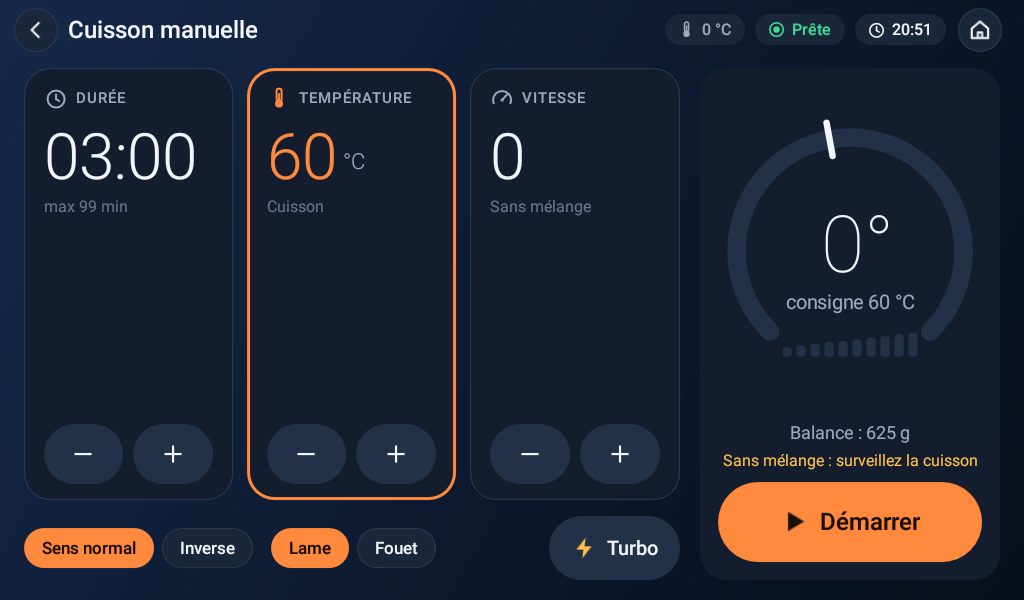 Cuisson manuelle
0 °C
Prête
20:51
DURÉE
03:00
max 99 min
TEMPÉRATURE
60 °C
Cuisson
VITESSE
0
Sans mélange
0°
consigne 60 °C
Balance : 625 g
Sans mélange : surveillez la cuisson
Démarrer
Sens normal
Inverse
Lame
Fouet
Turbo